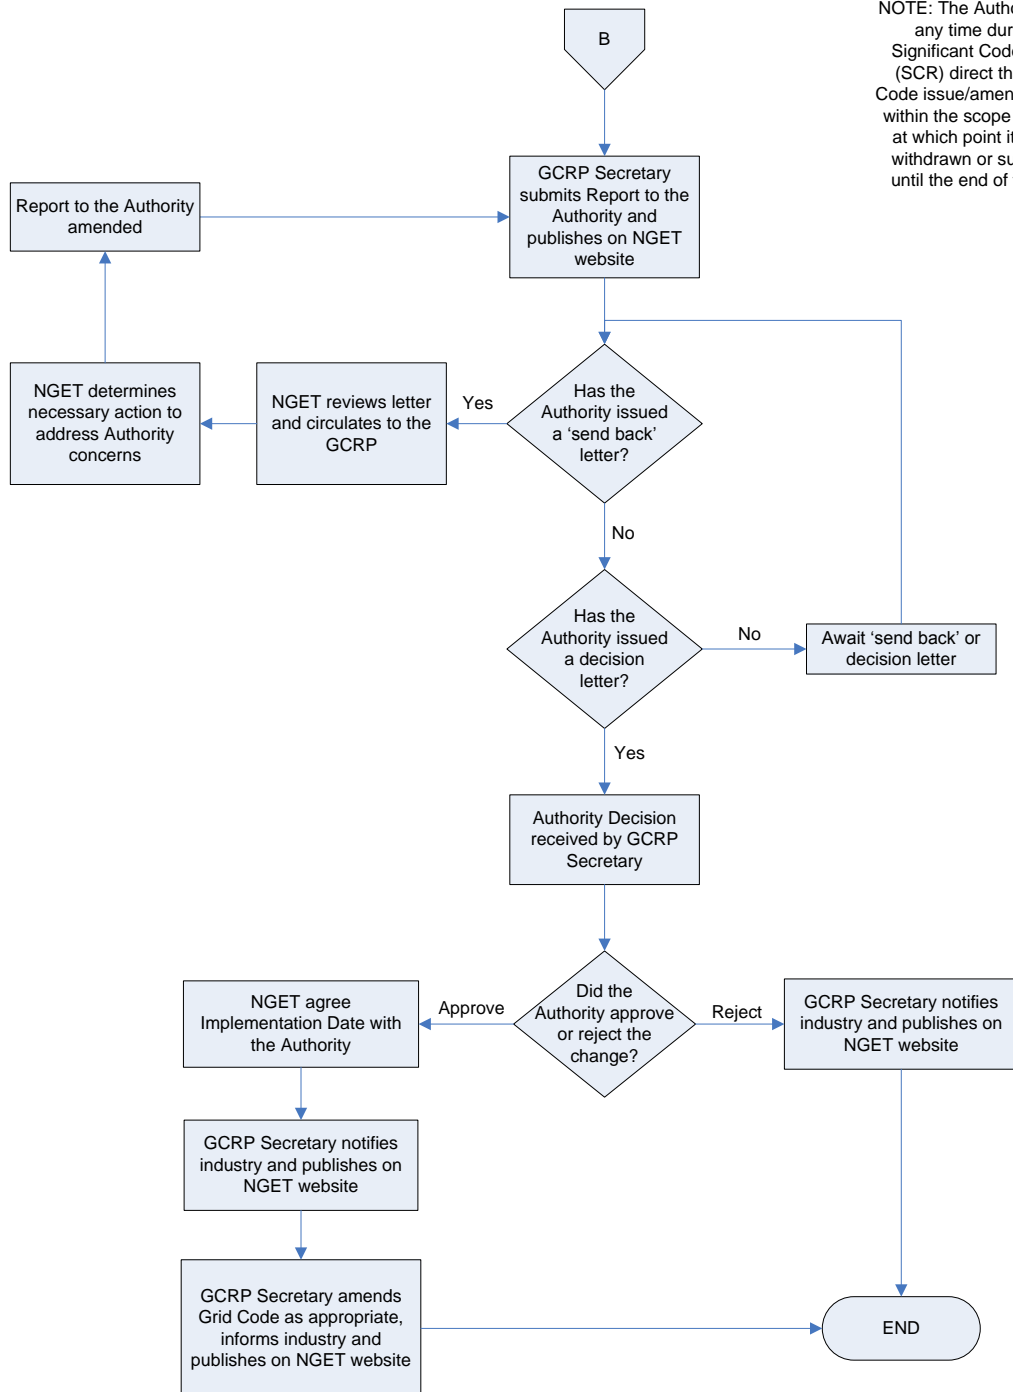 B
NOTE: The Autho
any time dur
Significant Cod
(SCR) direct th
Code issue/amen
within the scope
at which point it
withdrawn or su
until the end of
GCRP Secretary
submits Report to the
Authority and
publishes on NGET
website
Report to the Authority
amended
NGET determines
necessary action to
address Authority
concerns
NGET reviews letter
and circulates to the
GCRP
Yes
Has the
Authority issued
a ‘send back’
letter?
No
Has the
Authority issued
a decision
letter?
No
Await ‘send back’ or
decision letter
Yes
Authority Decision
received by GCRP
Secretary
Did the
Authority approve
or reject the
change?
Approve
Reject
NGET agree
Implementation Date with
the Authority
GCRP Secretary notifies
industry and publishes on
NGET website
GCRP Secretary notifies
industry and publishes on
NGET website
GCRP Secretary amends
Grid Code as appropriate,
informs industry and
publishes on NGET website
END